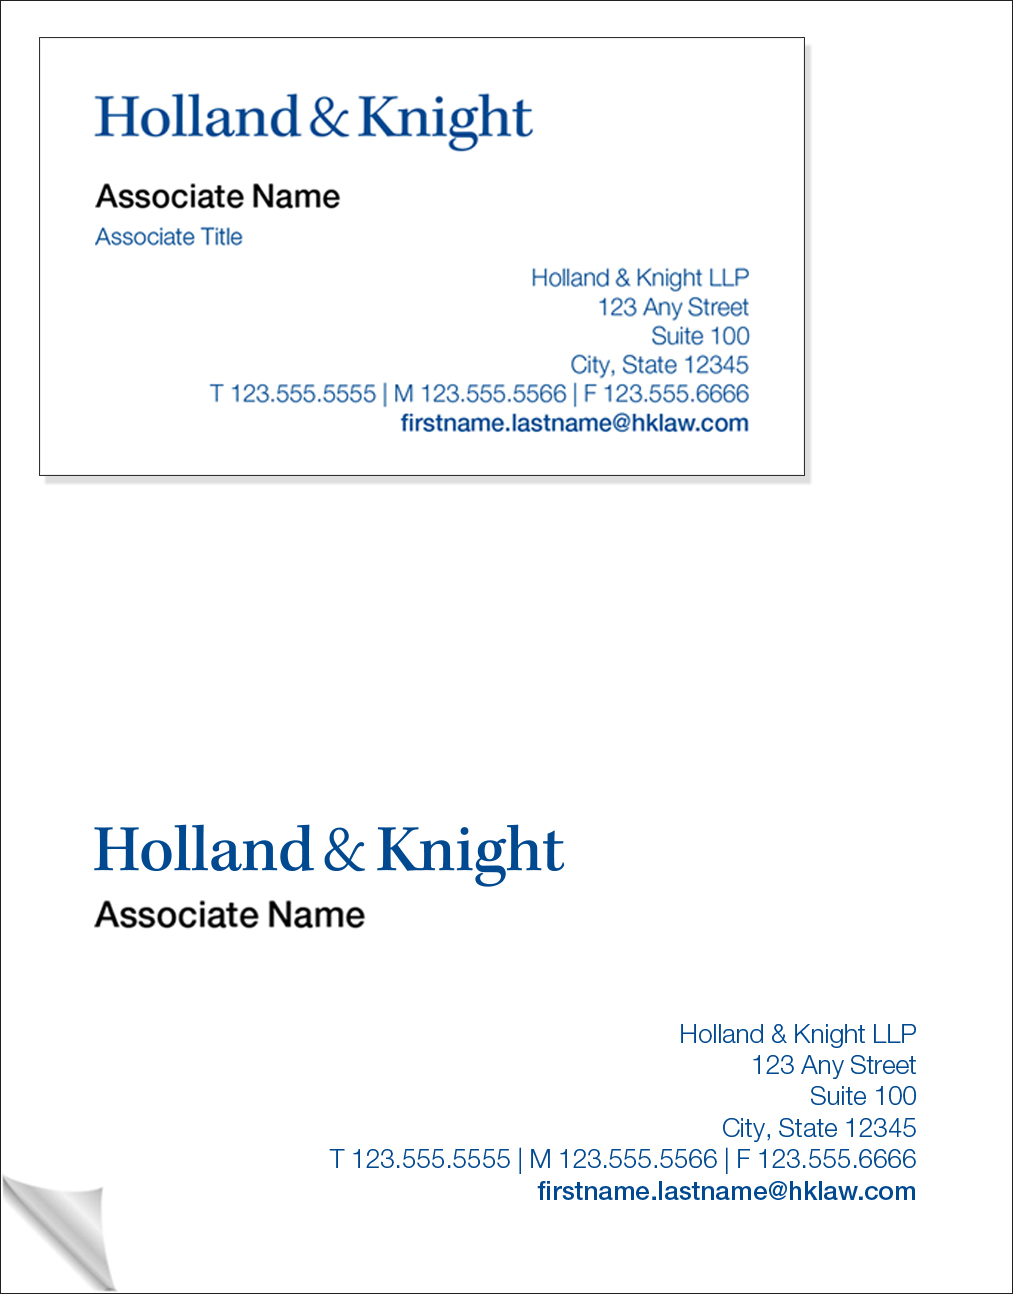 Holland & Knight
Associate Name
Associate Title
Holland & Knight LLP
123 Any Street
Suite 100
City, State 12345
T 123.555.5555 | M 123.555.5566 | F 123.555.6666
firstname.lastname@hklaw.com
Holland & Knight
Associate Name
Holland & Knight LLP
123 Any Street
Suite 100
City, State 12345
T 123.555.5555 | M 123.555.5566 | F 123.555.6666
firstname.lastname@hklaw.com